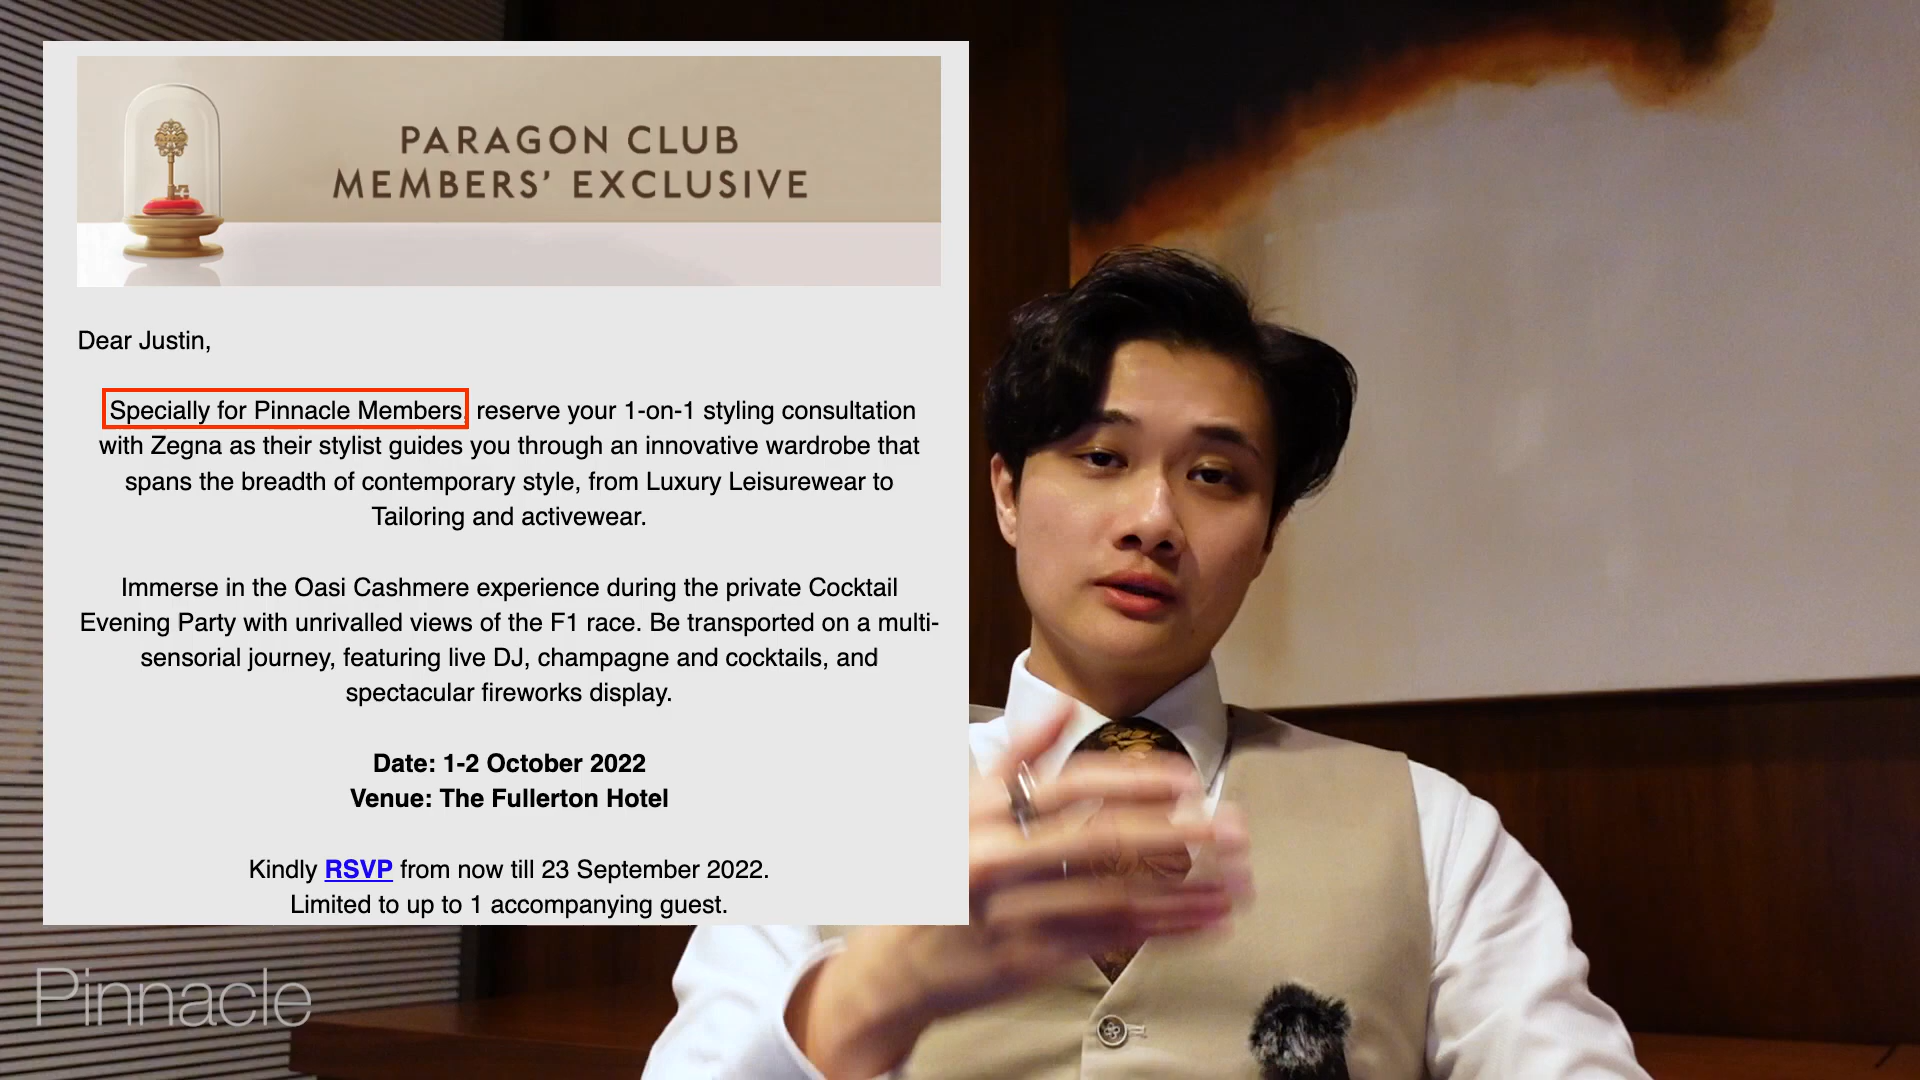 PARAGON CLUB
MEMBERS' EXCLUSIVE
Dear Justin,
Specially for Pinnacle Members, reserve your 1-on-1 styling consultation
with Zegna as their stylist guides you through an innovative wardrobe that
spans the breadth of contemporary style, from Luxury Leisurewear to
Tailoring and activewear.
Immerse in the Oasi Cashmere experience during the private Cocktail
Evening Party with unrivalled views of the F1 race. Be transported on a multi-
sensorial journey, featuring live DJ, champagne and cocktails, and
spectacular fireworks display.
Date: 1-2 October 2022
Venue: The Fullerton Hotel
Kindly RSVP from now till 23 September 2022.
Limited to up to 1 accompanying guest.
Pinnacle